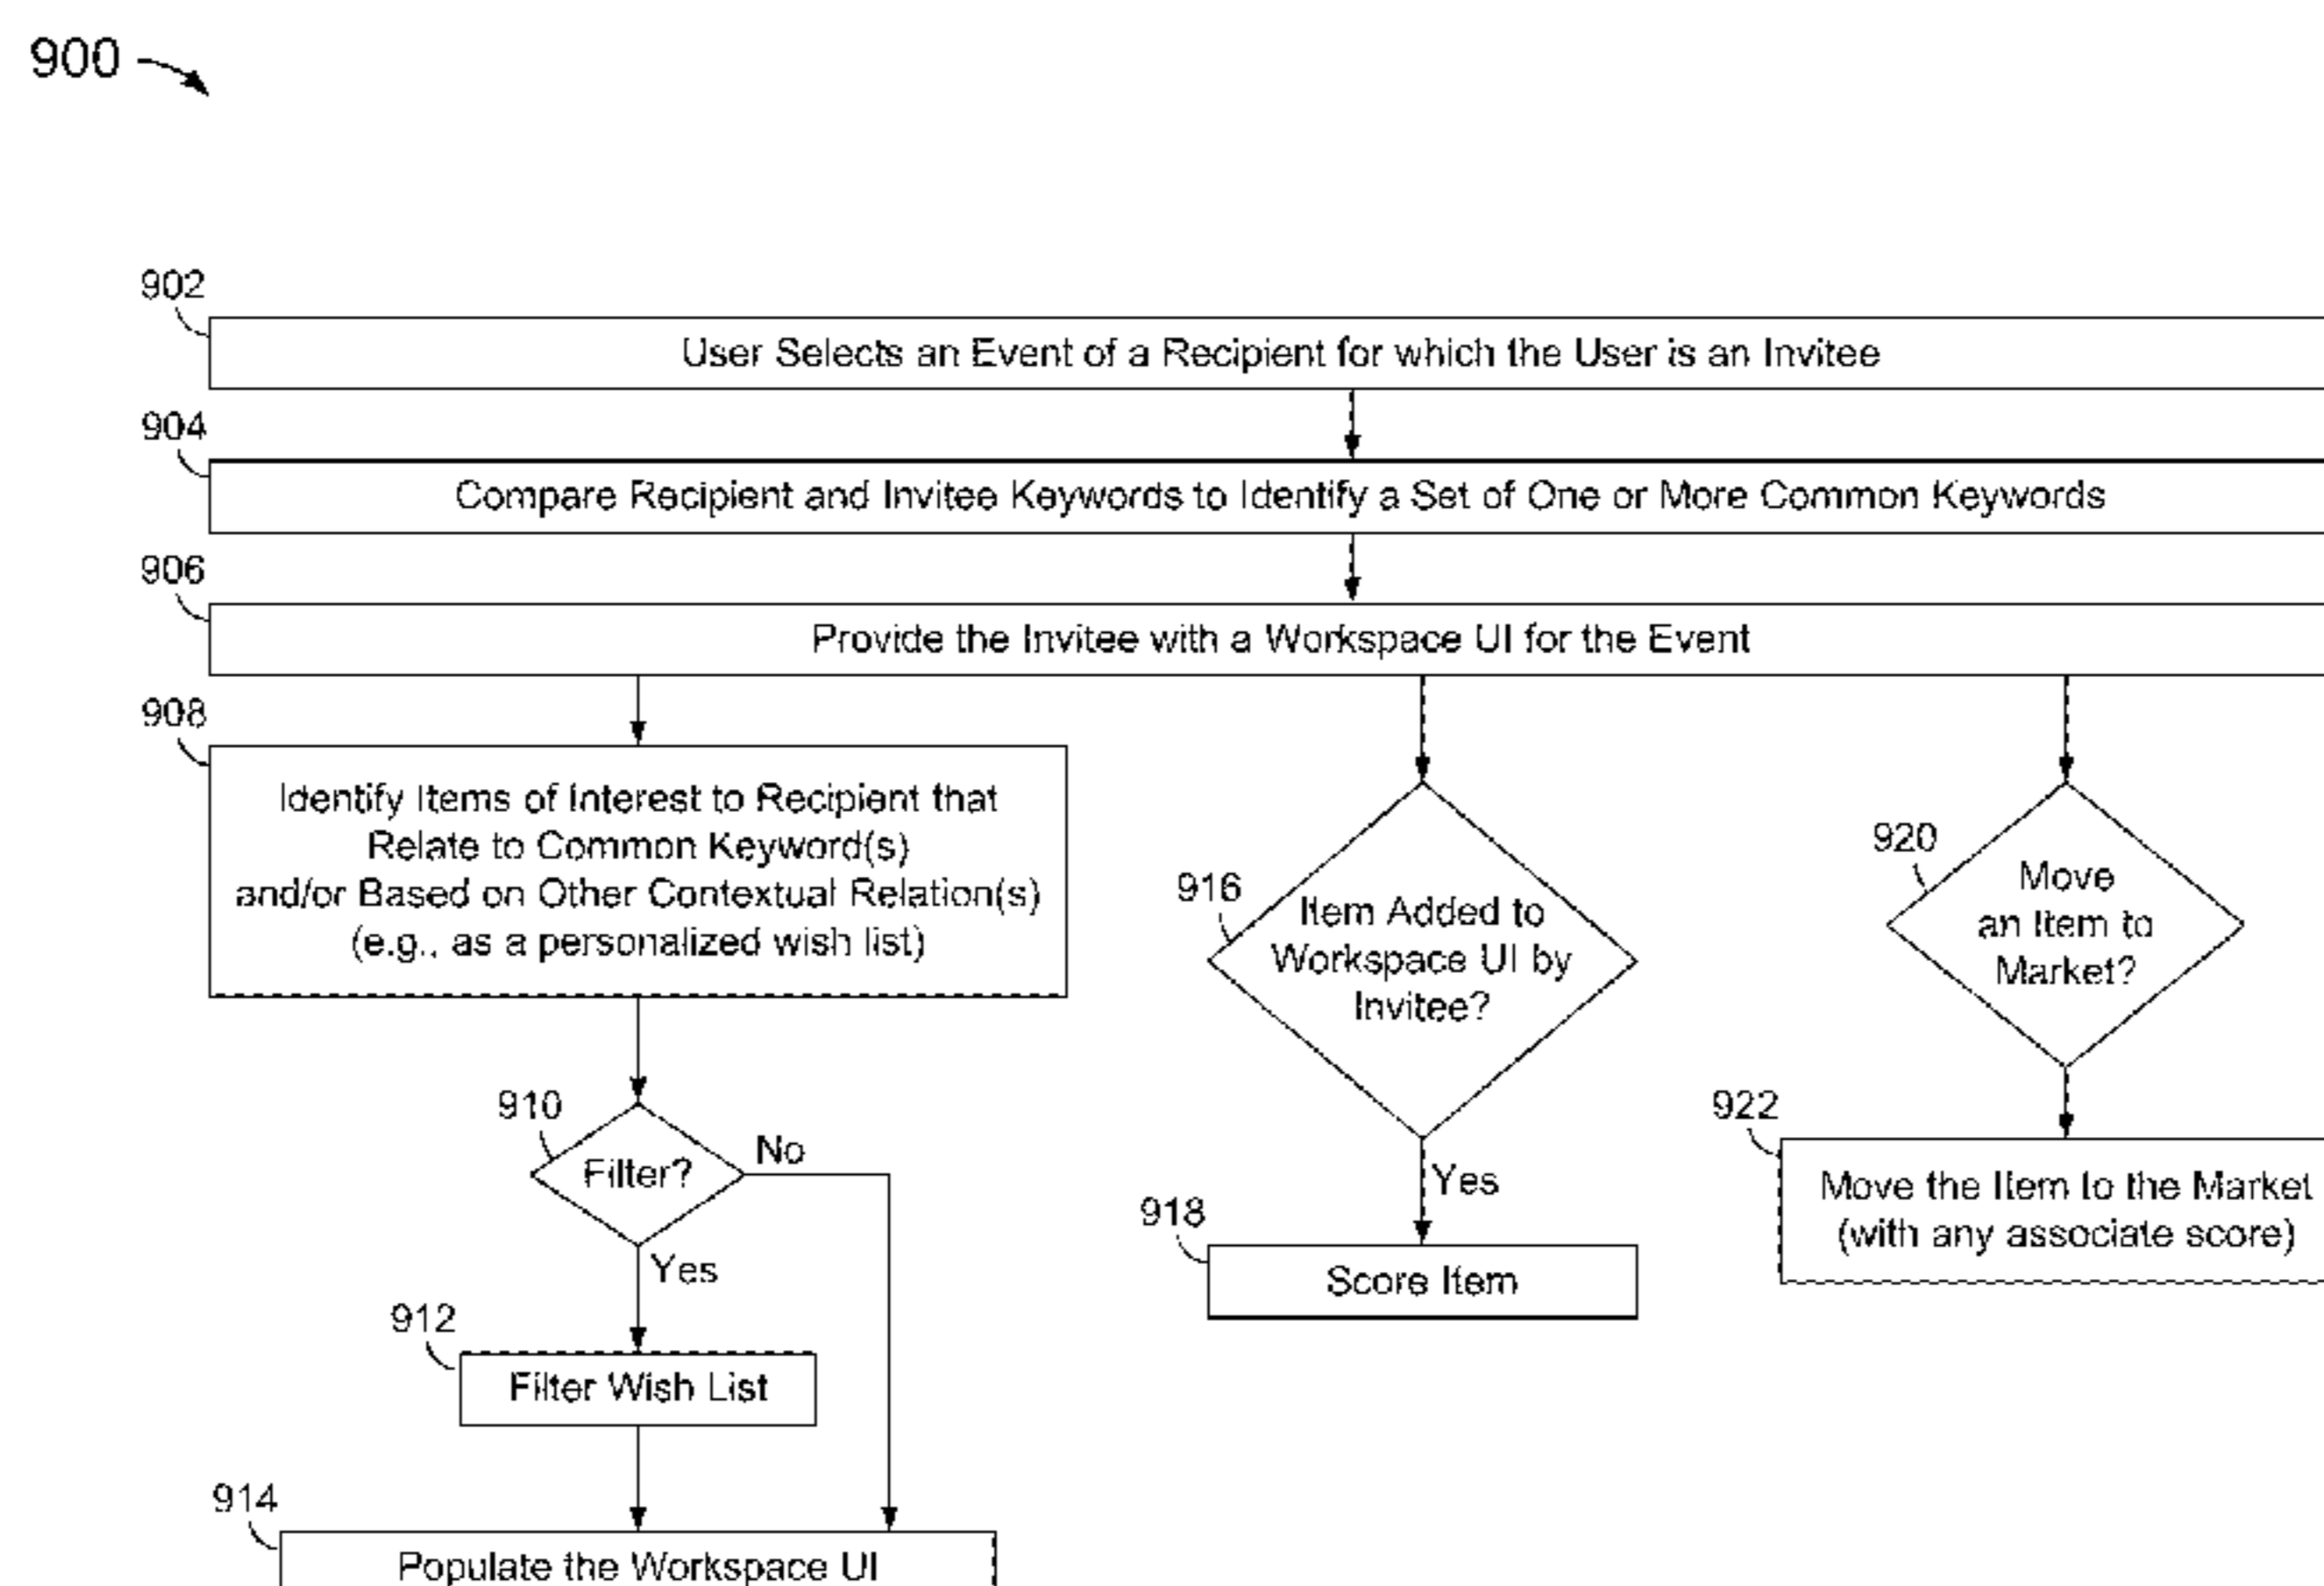 900
902
User Selects an Event of a Recipient for which the User is an Invitee
904
Compare Recipient and Invitee Keywords to Identify a Set of One or More Common Keywords
906
Provide the Invitee with a Workspace UI for the Event
908
Identify Items of Interest to Recipient that
Relate to Common Keyword(s)
and/or Based on Other Contextual Relation(s)
(e.g., as a personalized wish list)
910
Filter?
No
Yes
912
Filter Wish List
914
Populate the Workspace UI
916
Item Added to
Workspace UI by
Invitee?
Yes
918
Score Item
920
Move
an Item to
Market?
922
Move the Item to the Market
(with any associate score)